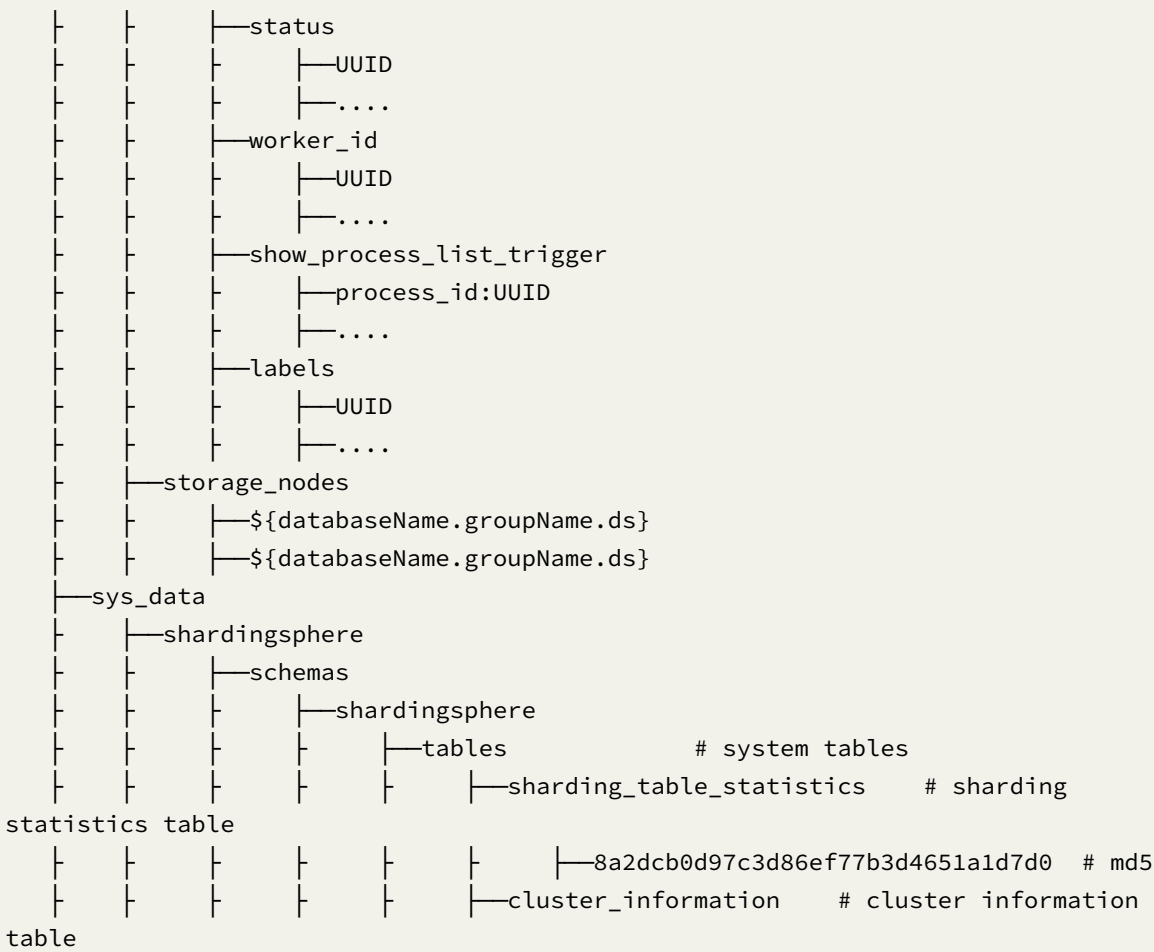 ├ ├ ├──status
├ ├ ├ ├──UUID
├ ├ ├ ├──....
├ ├ ├──worker_id
├ ├ ├ ├──UUID
├ ├ ├ ├──....
├ ├ ├──show_process_list_trigger
├ ├ ├ ├──process_id:UUID
├ ├ ├ ├──....
├ ├ ├──labels
├ ├ ├ ├──UUID
├ ├ ├ ├──....
├ ├──storage_nodes
├ ├ ├──${databaseName.groupName.ds}
├ ├ ├──${databaseName.groupName.ds}
├──sys_data
├ ├──shardingsphere
├ ├ ├──schemas
├ ├ ├ ├──shardingsphere
├ ├ ├ ├ ├──tables # system tables
├ ├ ├ ├ ├ ├──sharding_table_statistics # sharding
statistics table
├ ├ ├ ├ ├ ├ ├──8a2dcb0d97c3d86ef77b3d4651a1d7d0 # md5
├ ├ ├ ├ ├ ├──cluster_information # cluster information
table